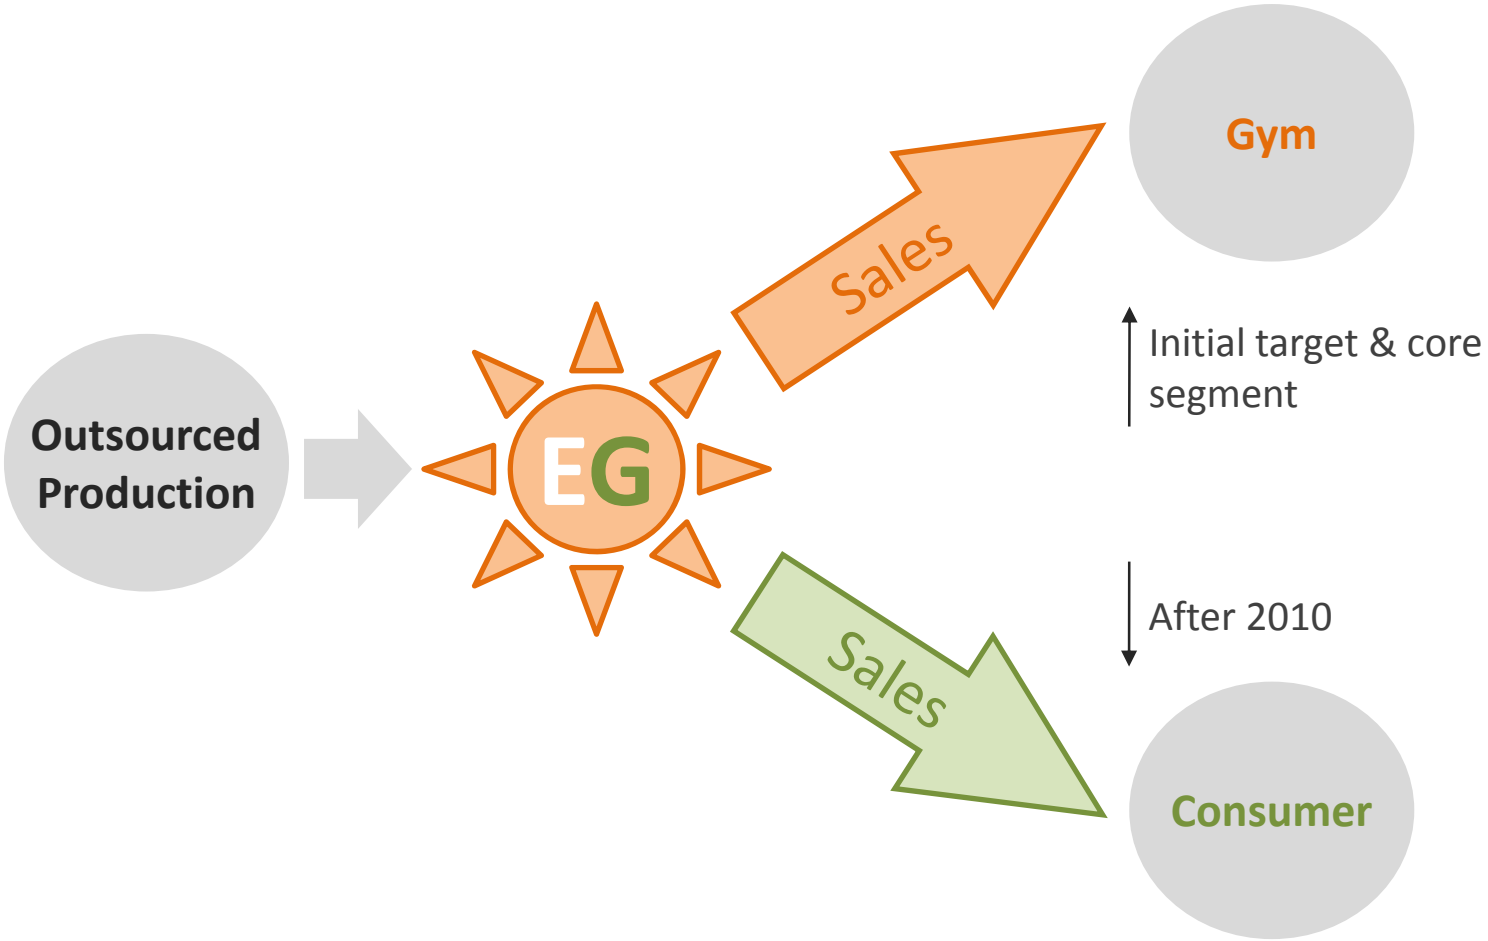 Gym
Sales
Initial target & core
segment
Outsourced
Production
EG
After 2010
Sales
Consumer